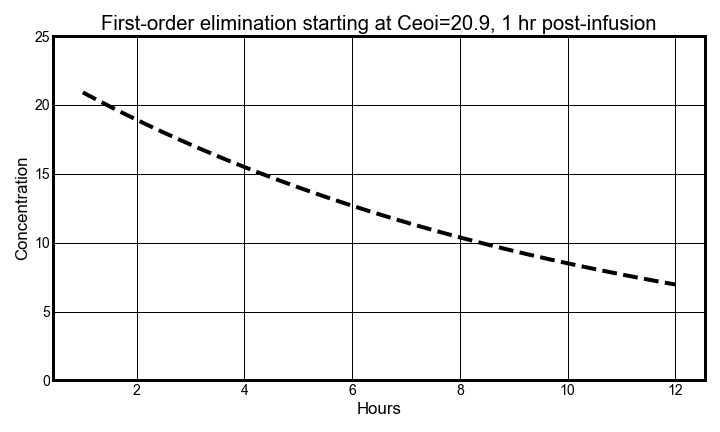 First-order elimination starting at Ceoi=20.9, 1 hr post-infusion
25
20
15
10
5
0
Concentration
2 4 6 8 10 12
Hours